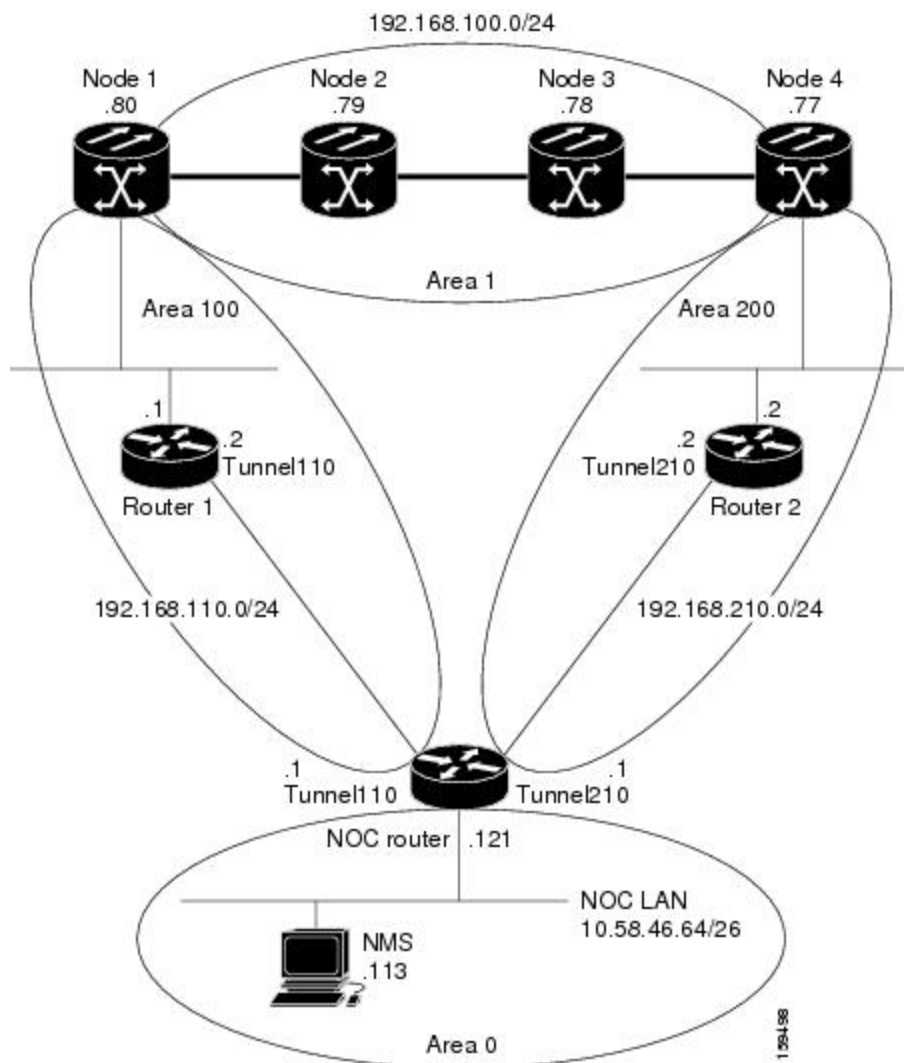 192.168.100.0/24
Node 1
.80
Node 2
.79
Node 3
.78
Node 4
.77
Area 1
Area 100
Area 200
.1
.2
Tunnel110
Router 1
.2
.2
Tunnel210
Router 2
192.168.110.0/24
192.168.210.0/24
.1
Tunnel110
.1
Tunnel210
NOC router
.121
NOC LAN
10.58.46.64/26
NMS
.113
Area 0
159498